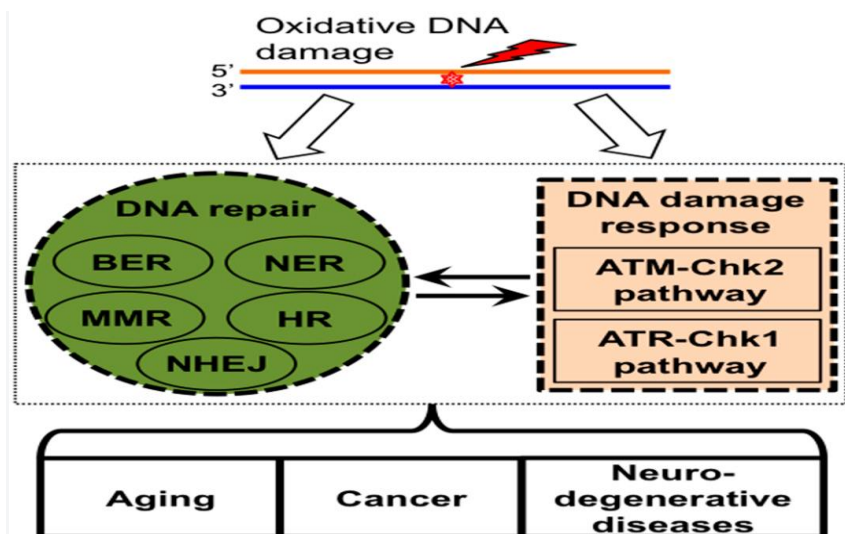 Oxidative DNA
damage
5’
3’
DNA repair
BER
NER
MMR
HR
NHEJ
DNA damage
response
ATM-Chk2
pathway
ATR-Chk1
pathway
Aging
Cancer
Neuro-
degenerative
diseases